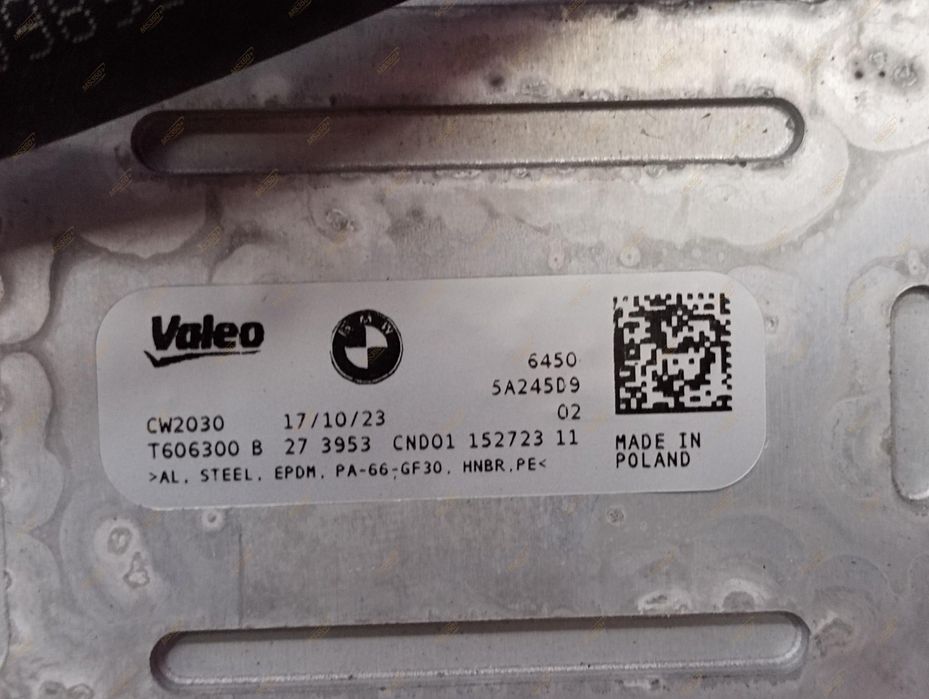 Valeo
BMW
6450
5A245D9
02
CW2030 17/10/23
T606300 B 27 3953 CND01 152723 11
>AL, STEEL, EPDM, PA-66-GF30, HNBR,PE<
MADE IN
POLAND